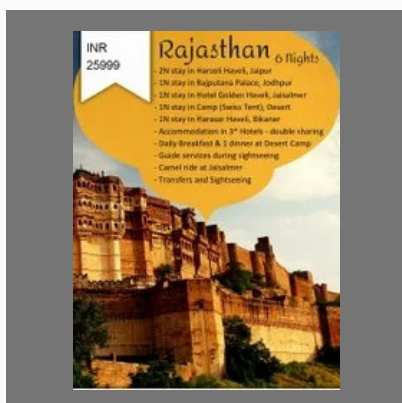 INR
25999
Rajasthan 6 Nights
- 2N stay in Harseli Haveli, Jaipur
- 1N stay in Rajputana Palace, Jodhpur
- 1N stay in Hotel Golden Haveli, Jaisalmer
- 1N stay in Camp (Swiss Tent), Desert
- 1N stay in Harasar Haveli, Bikaner
- Accommodation in 3* Hotels - double sharing
- Daily Breakfast & 1 dinner at Desert Camp
- Guide services during sightseeing
- Camel ride at Jaisalmer
- Transfers and Sightseeing